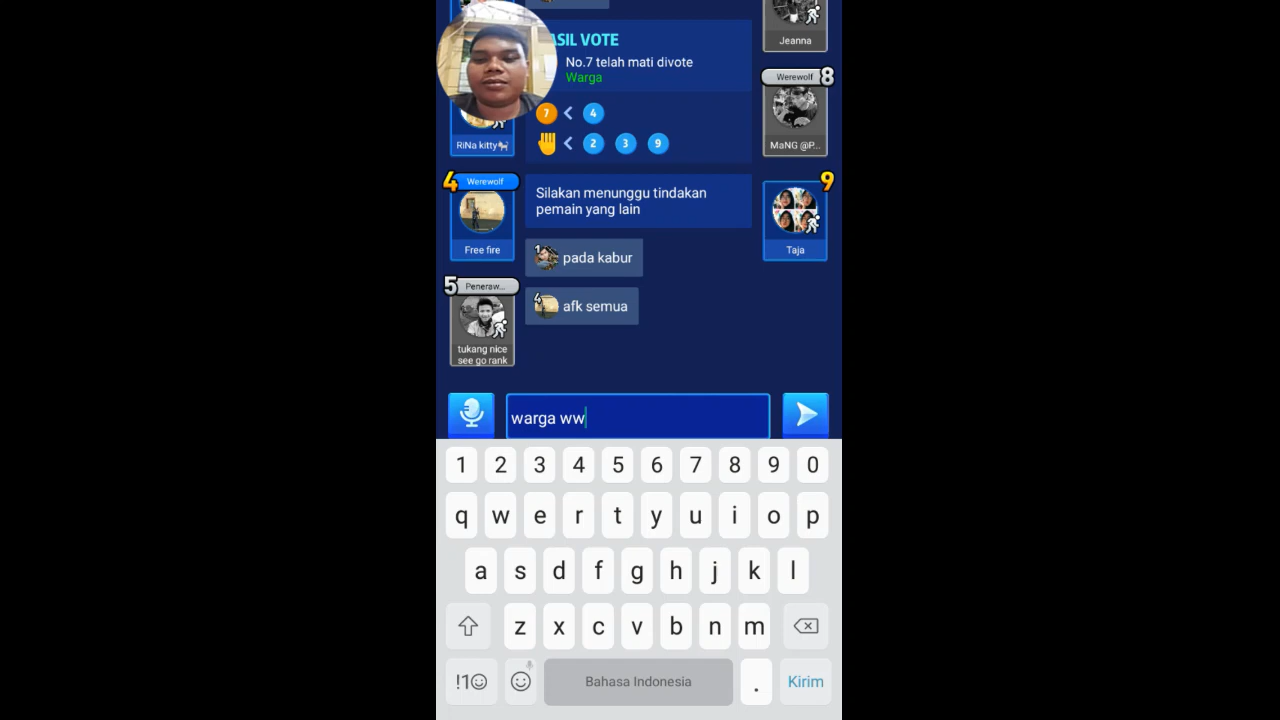 Jeanna
ASIL VOTE
No.7 telah mati divote
Warga
Werewolf 8
7 < 4
< 2 3 9
RiNa kitty
MaNG @P...
4 Werewolf
Silakan menunggu tindakan
pemain yang lain
9
Free fire
Taja
1 pada kabur
5 Peneraw...
4 afk semua
tukang nice
see go rank
warga ww
1 2 3 4 5 6 7 8 9 0
q w e r t y u i o p
a s d f g h j k l
z x c v b n m
!1☺ Bahasa Indonesia . Kirim